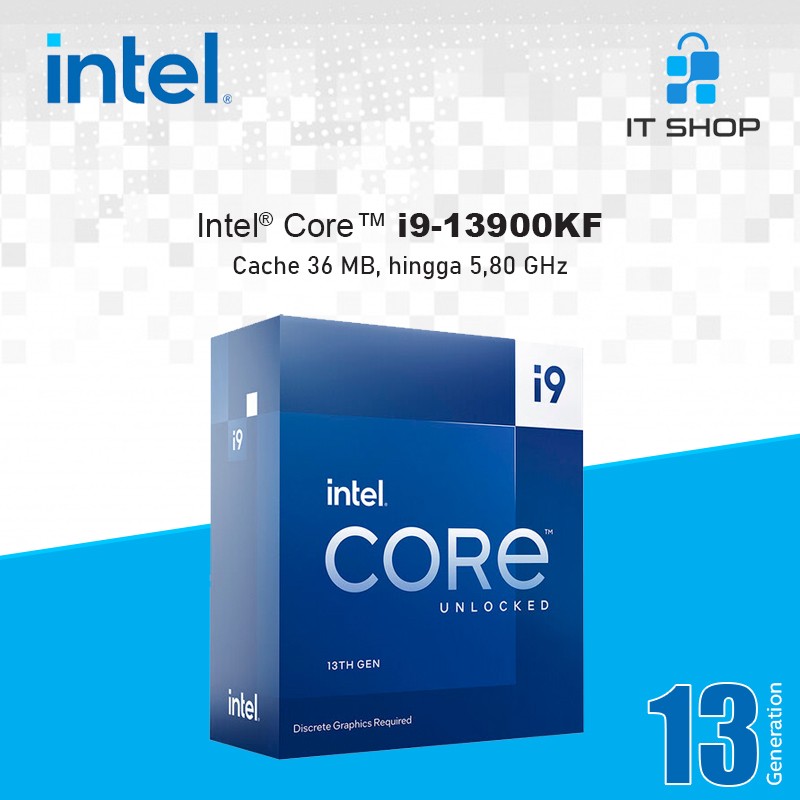 intel®
IT SHOP
Intel® Core™ i9-13900KF
Cache 36 MB, hingga 5,80 GHz
i9
i9
intel.
CORE™
UNLOCKED
13TH GEN
intel.
Discrete Graphics Required
13 Generation